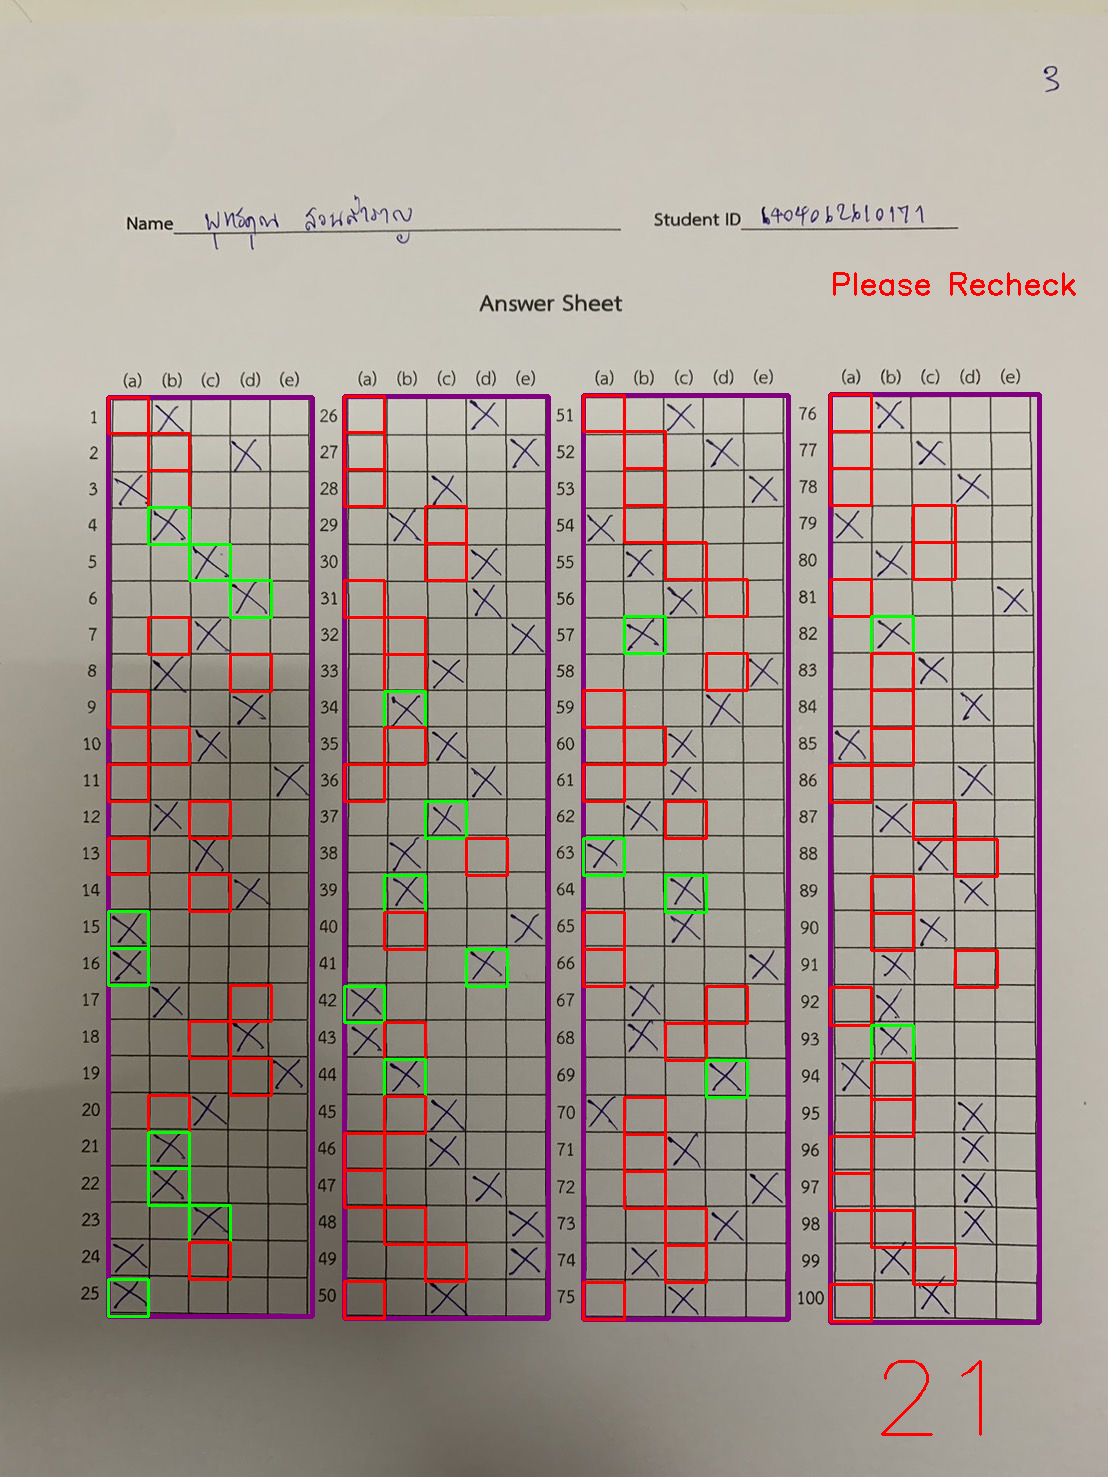 3
Name พุทธคุณ สวนสำราญ Student ID 6404062610171
Please Recheck
Answer Sheet
(a) (b) (c) (d) (e) (a) (b) (c) (d) (e) (a) (b) (c) (d) (e) (a) (b) (c) (d) (e)
1 26 51 76
2 27 52 77
3 28 53 78
4 29 54 79
5 30 55 80
6 31 56 81
7 32 57 82
8 33 58 83
9 34 59 84
10 35 60 85
11 36 61 86
12 37 62 87
13 38 63 88
14 39 64 89
15 40 65 90
16 41 66 91
17 42 67 92
18 43 68 93
19 44 69 94
20 45 70 95
21 46 71 96
22 47 72 97
23 48 73 98
24 49 74 99
25 50 75 100
21